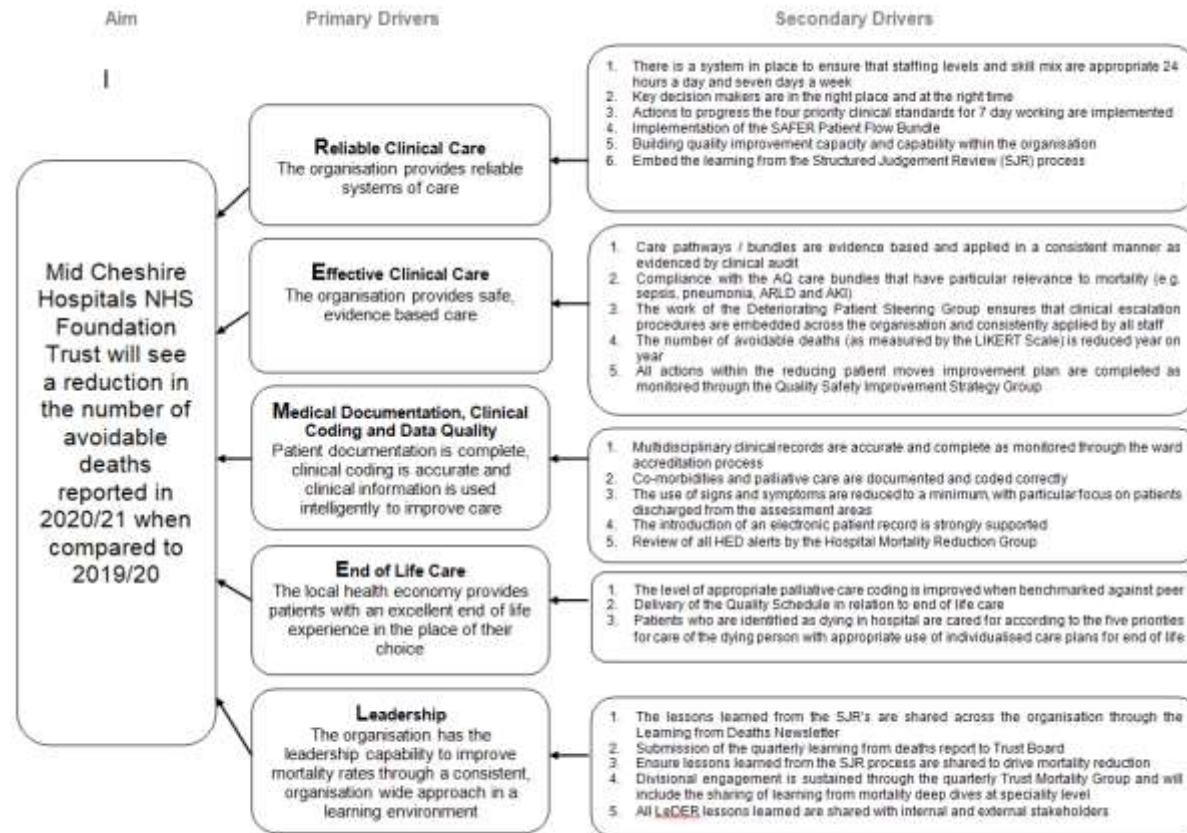 Aim
Primary Drivers
Secondary Drivers
Mid Cheshire
Hospitals NHS
Foundation
Trust will see
a reduction in
the number of
avoidable
deaths
reported in
2020/21 when
compared to
2019/20
Reliable Clinical Care
The organisation provides reliable
systems of care
1. There is a system in place to ensure that staffing levels and skill mix are appropriate 24
hours a day and seven days a week
2. Key decision makers are in the right place and at the right time
3. Actions to progress the four priority clinical standards for 7 day working are implemented
4. Implementation of the SAFER Patient Flow Bundle
5. Building quality improvement capacity and capability within the organisation
6. Embed the learning from the Structured Judgement Review (SJR) process
Effective Clinical Care
The organisation provides safe,
evidence based care
1. Care pathways / bundles are evidence based and applied in a consistent manner as
evidenced by clinical audit
2. Compliance with the AQ care bundles that have particular relevance to mortality (e.g.
sepsis, pneumonia, ARLD and AKI)
3. The work of the Deteriorating Patient Steering Group ensures that clinical escalation
procedures are embedded across the organisation and consistently applied by all staff
4. The number of avoidable deaths (as measured by the LIKERT Scale) is reduced year on
year
5. All actions within the reducing patient moves improvement plan are completed as
monitored through the Quality Safety Improvement Strategy Group
Medical Documentation, Clinical
Coding and Data Quality
Patient documentation is complete,
clinical coding is accurate and
clinical information is used
intelligently to improve care
1. Multidisciplinary clinical records are accurate and complete as monitored through the ward
accreditation process
2. Co-morbidities and palliative care are documented and coded correctly
3. The use of signs and symptoms are reduced to a minimum, with particular focus on patients
discharged from the assessment areas
4. The introduction of an electronic patient record is strongly supported
5. Review of all HED alerts by the Hospital Mortality Reduction Group
End of Life Care
The local health economy provides
patients with an excellent end of life
experience in the place of their
choice
1. The level of appropriate palliative care coding is improved when benchmarked against peer
2. Delivery of the Quality Schedule in relation to end of life care
3. Patients who are identified as dying in hospital are cared for according to the five priorities
for care of the dying person with appropriate use of individualised care plans for end of life
Leadership
The organisation has the
leadership capability to improve
mortality rates through a consistent,
organisation wide approach in a
learning environment
1. The lessons learned from the SJR's are shared across the organisation through the
Learning from Deaths Newsletter
2. Submission of the quarterly learning from deaths report to Trust Board
3. Ensure lessons learned from the SJR process are shared to drive mortality reduction
4. Divisional engagement is sustained through the quarterly Trust Mortality Group and will
include the sharing of learning from mortality deep dives at speciality level
5. All LeDER lessons learned are shared with internal and external stakeholders